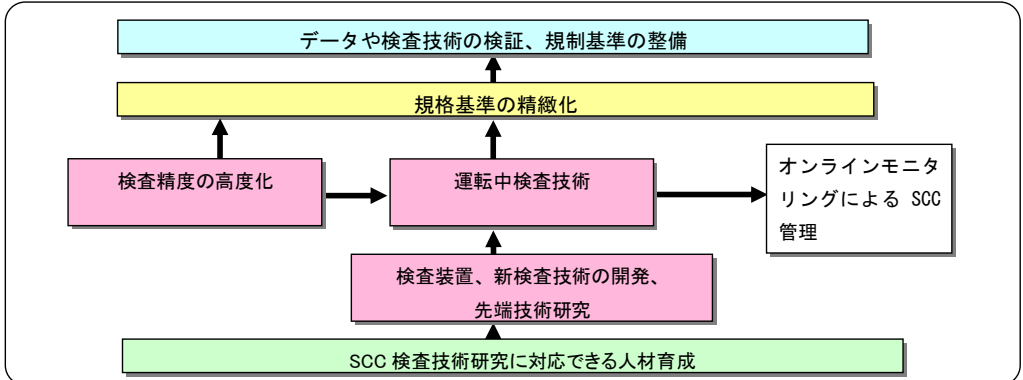 データや検査技術の検証、規制基準の整備
規格基準の精緻化
検査精度の高度化
運転中検査技術
オンラインモニタ
リングによる SCC
管理
検査装置、新検査技術の開発、
先端技術研究
SCC 検査技術研究に対応できる人材育成